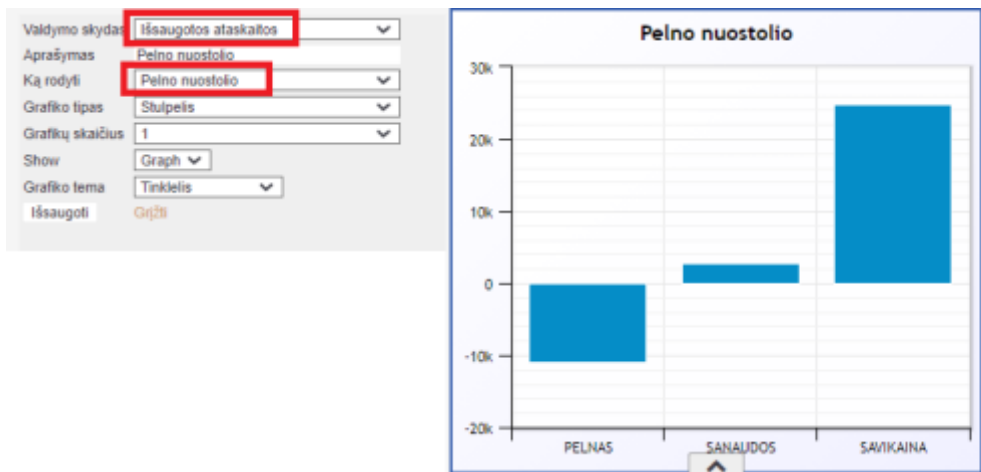 Valdymo skydas Išsaugotos ataskaitos
Aprašymas Pelno nuostolio
Ką rodyti Pelno nuostolio
Grafiko tipas Stulpelis
Grafikų skaičius 1
Show Graph
Grafiko tema Tinklelis
Išsaugoti Grįžti
Pelno nuostolio
30k
20k
10k
0
-10k
-20k
PELNAS SANAUDOS SAVIKAINA